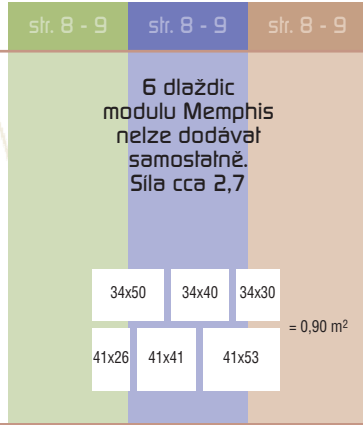 str. 8 - 9 str. 8 - 9 str. 8 - 9
6 dlaždic
modulu Memphis
nelze dodávat
samostatně.
Síla cca 2,7
34x50 34x40 34x30
= 0,90 m²
41x26 41x41 41x53